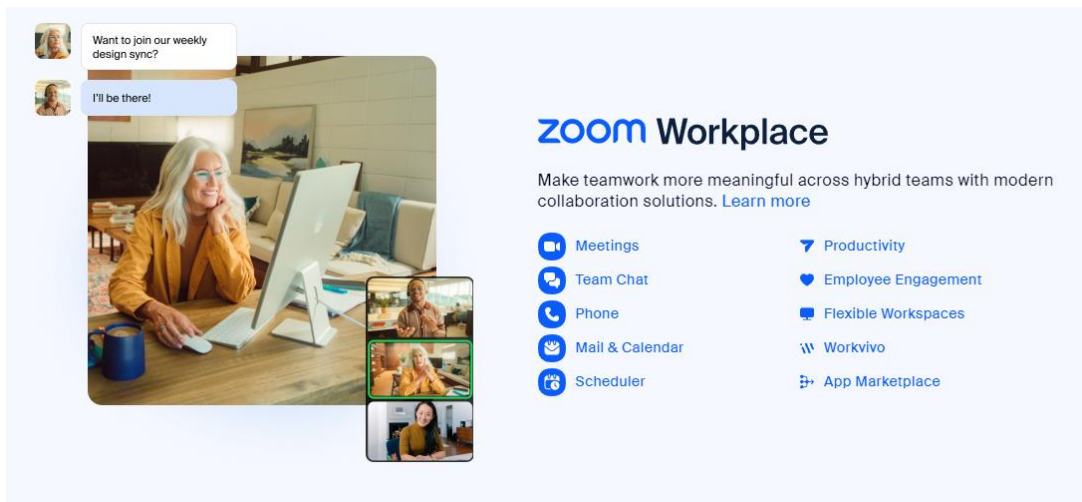 Want to join our weekly
design sync?
I'll be there!
zoom Workplace
Make teamwork more meaningful across hybrid teams with modern
collaboration solutions. Learn more
Meetings
Team Chat
Phone
Mail & Calendar
Scheduler
Productivity
Employee Engagement
Flexible Workspaces
Workvivo
App Marketplace